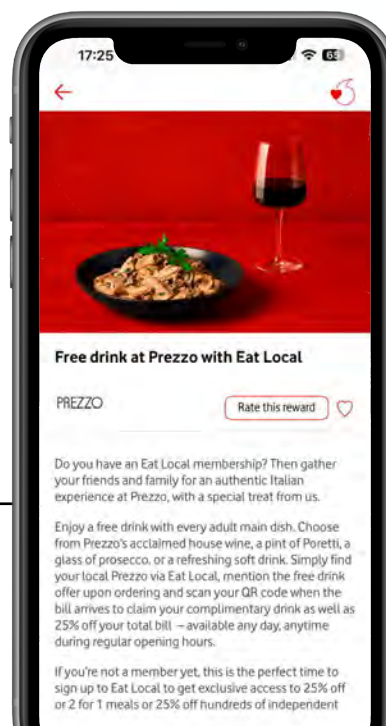 17:25
65
Free drink at Prezzo with Eat Local
PREZZO
Rate this reward
Do you have an Eat Local membership? Then gather
your friends and family for an authentic Italian
experience at Prezzo, with a special treat from us.
Enjoy a free drink with every adult main dish. Choose
from Prezzo's acclaimed house wine, a pint of Poretti, a
glass of prosecco, or a refreshing soft drink. Simply find
your local Prezzo via Eat Local, mention the free drink
offer upon ordering and scan your QR code when the
bill arrives to claim your complimentary drink as well as
25% off your total bill – available any day, anytime
during regular opening hours.
If you're not a member yet, this is the perfect time to
sign up to Eat Local to get exclusive access to 25% off
or 2 for 1 meals or 25% off hundreds of independent